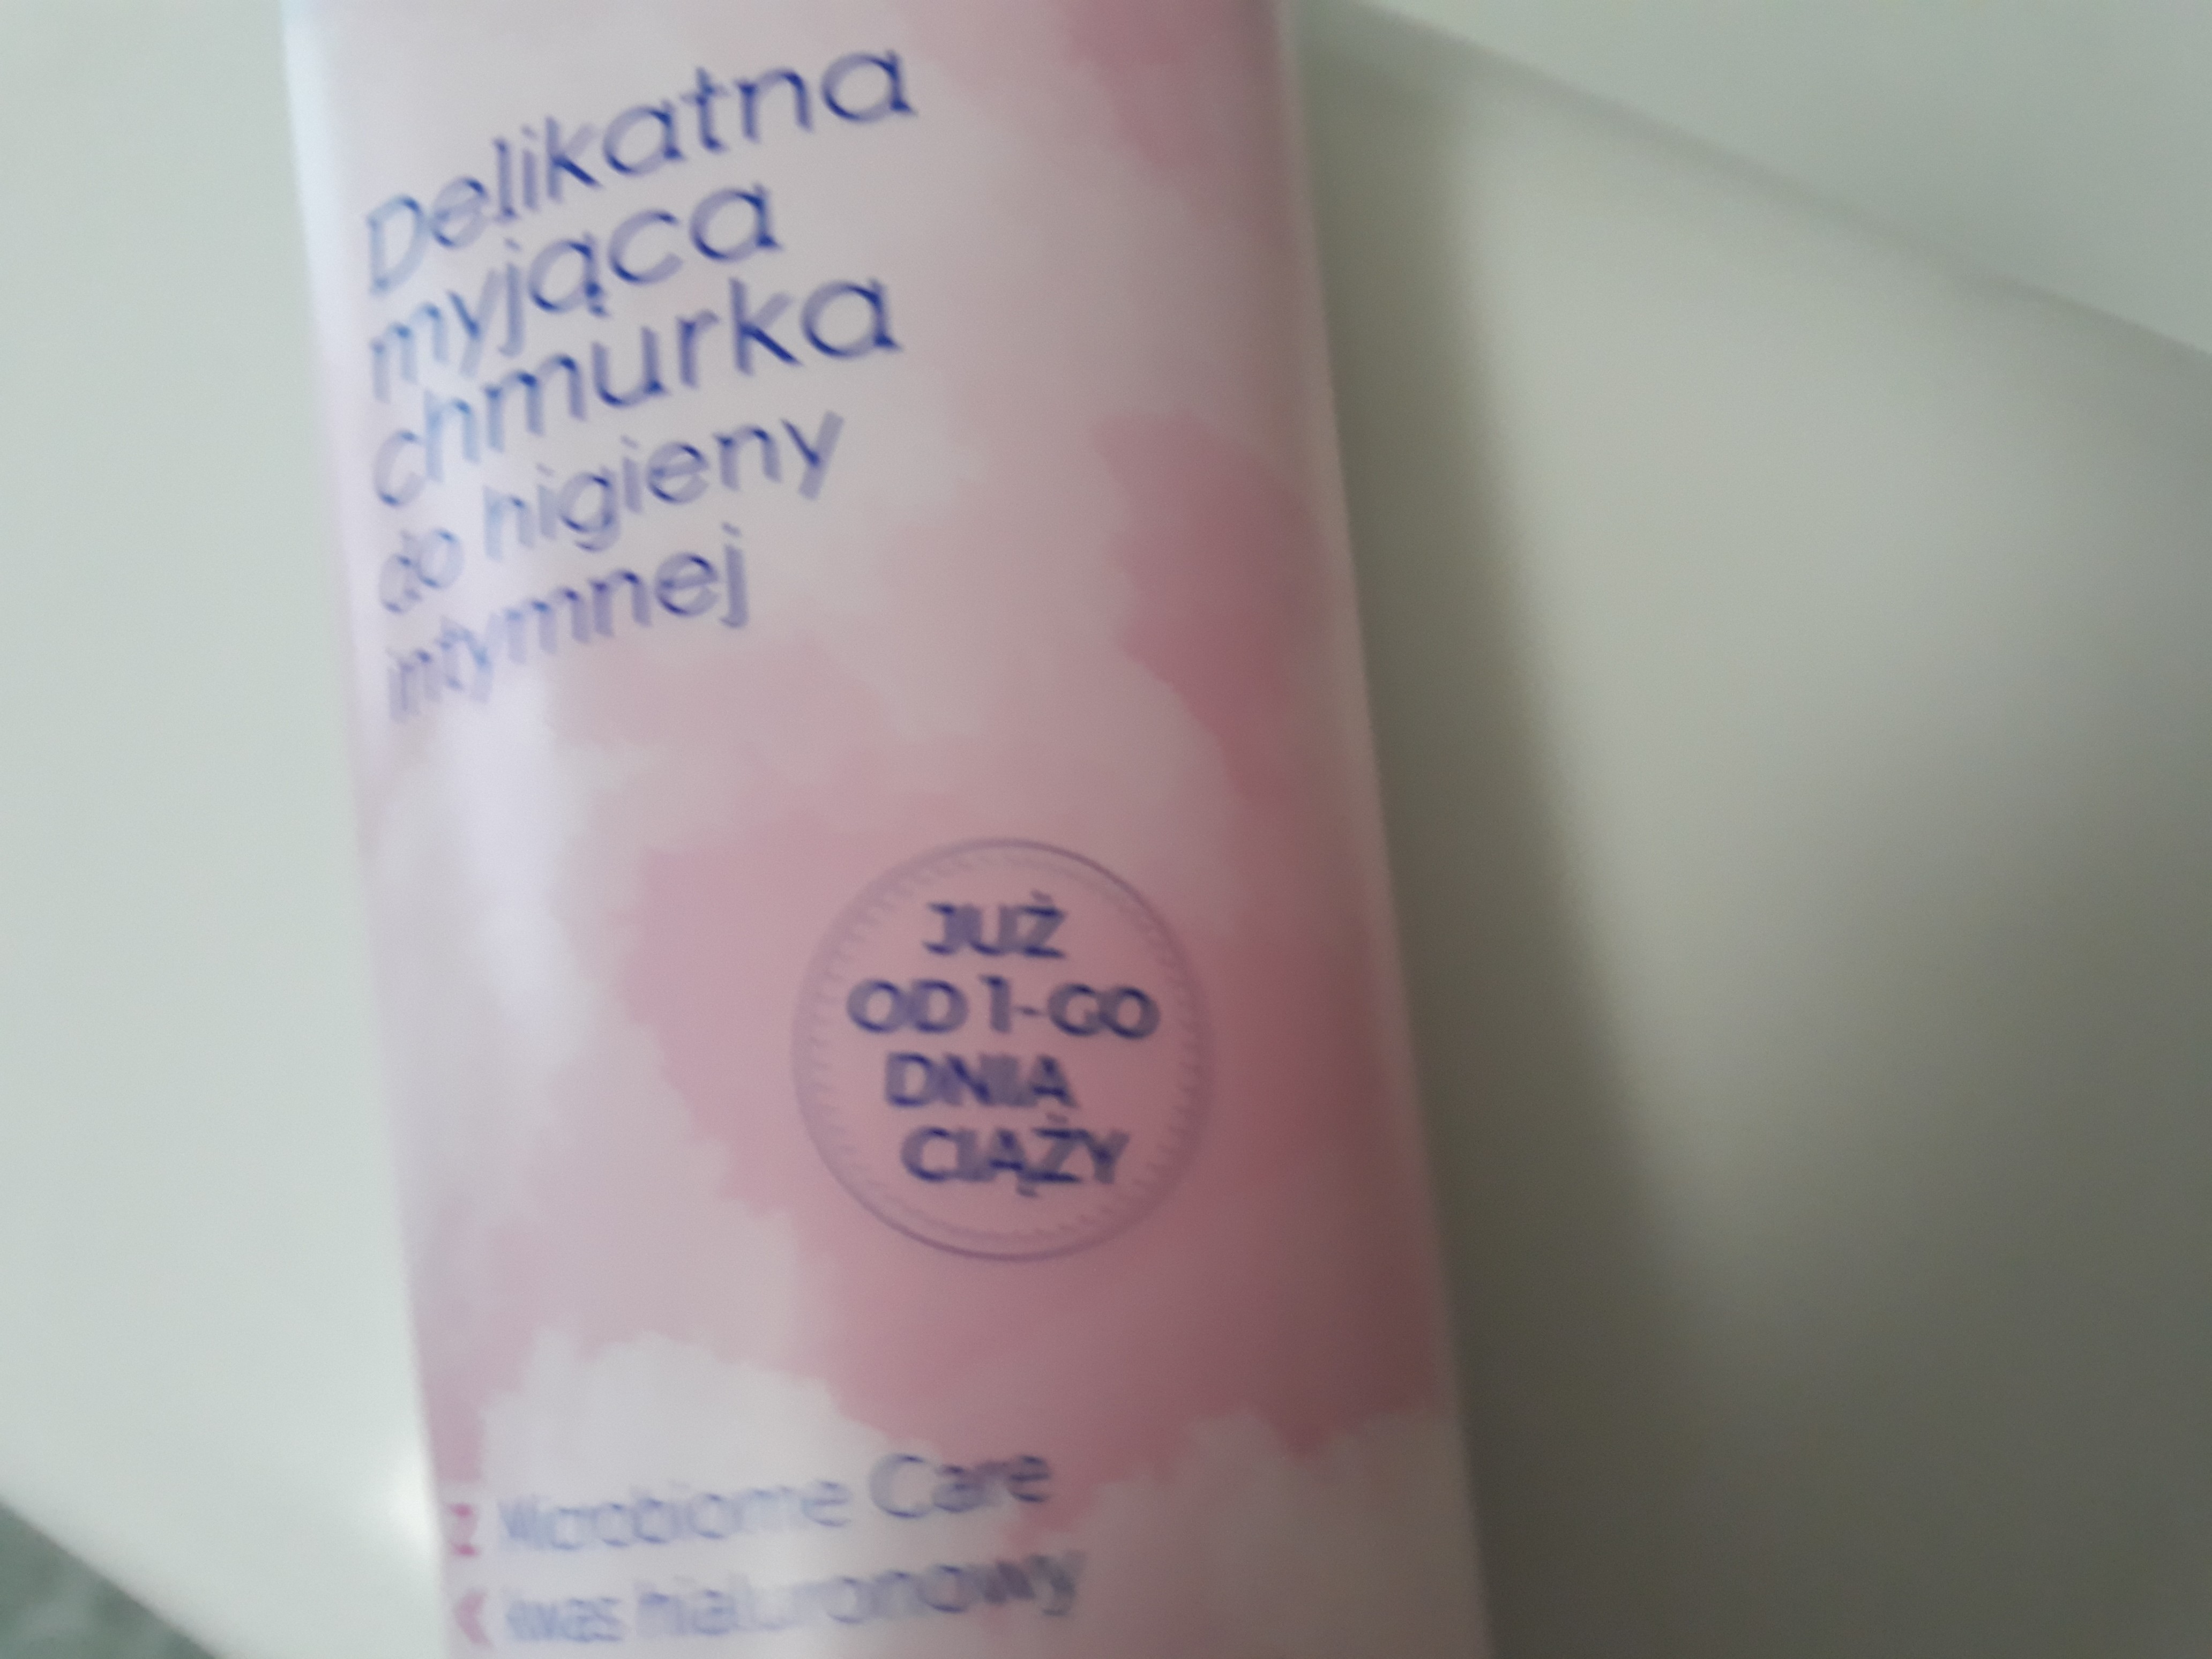 Delikatna
myjąca
chmurka
do higieny
intymnej
JUŻ
OD 1-GO
DNIA
CIĄŻY
Microbiome Care
kwas hialuronowy